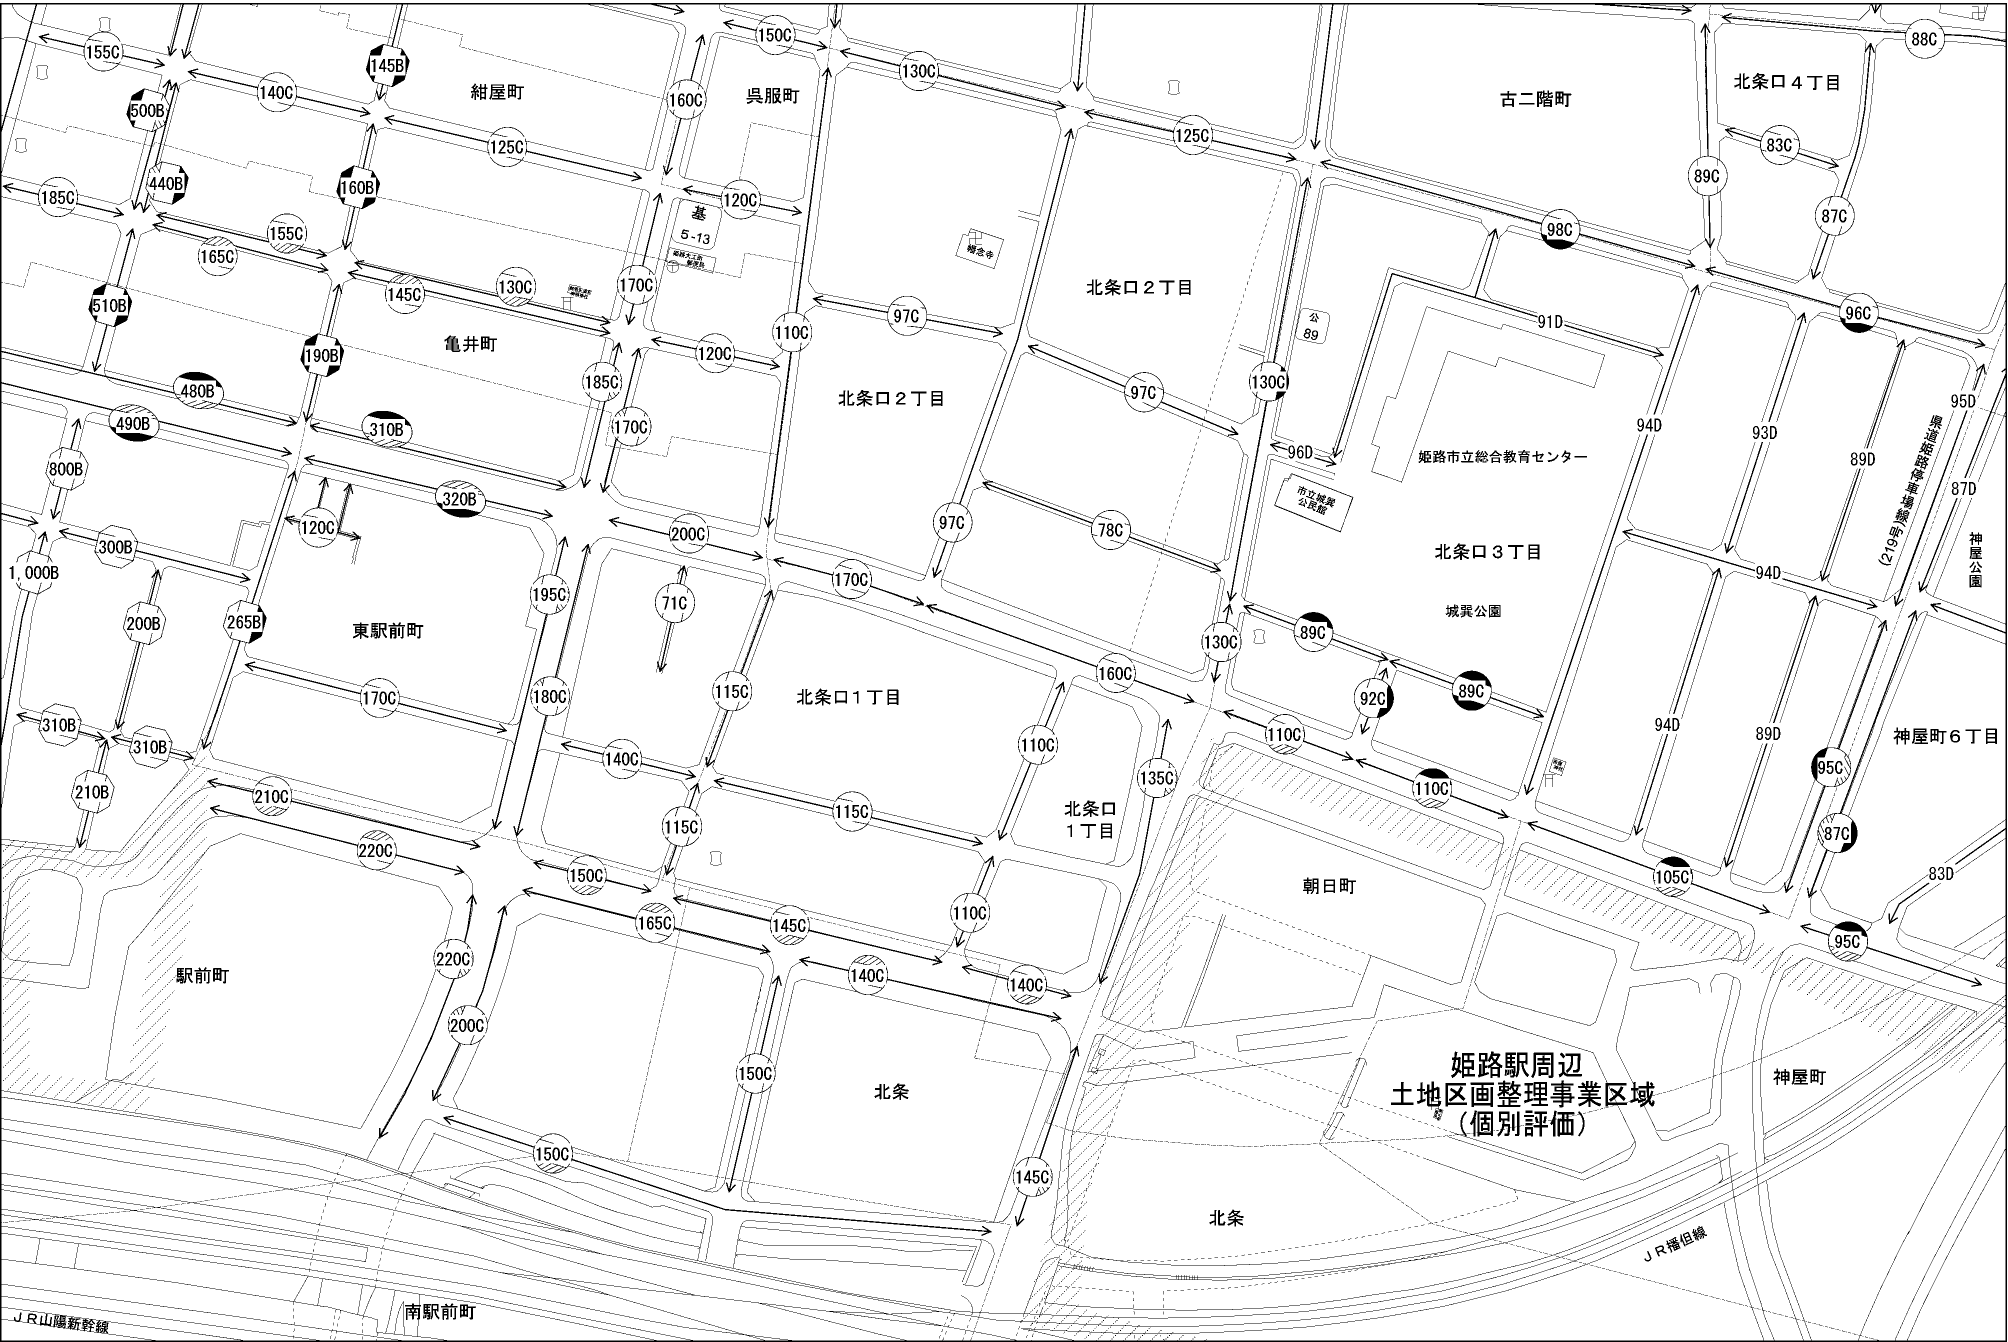 150C
88C
155C
145B
130C
140C
160C
紺屋町
呉服町
北条口４丁目
古二階町
500B
125C
125C
83C
440B
160B
89C
185C
120C
87C
基
5-13
155C
165C
98C
幡念寺
170C
130C
145C
北条口２丁目
510B
97C
91D
96C
公
89
110C
190B
亀井町
120C
185C
130C
480B
97C
北条口２丁目
95D
490B
310B
170C
94D
93D
県道姫路停車場線
(219号)
96D
姫路市立総合教育センター
89D
800B
87D
320B
市立城巽
公民館
120C
97C
200C
78C
300B
北条口３丁目
神屋公園
1,000B
170C
94D
195C
71C
城巽公園
200B
265B
東駅前町
89C
130C
160C
180C
115C
89C
170C
92C
北条口１丁目
310B
310B
94D
89D
110C
110C
神屋町６丁目
140C
135C
95C
210B
210C
110C
115C
北条口
１丁目
115C
87C
220C
150C
105C
83D
朝日町
110C
165C
145C
95C
220C
駅前町
140C
140C
200C
姫路駅周辺
土地区画整理事業区域
（個別評価）
150C
神屋町
北条
150C
145C
北条
ＪＲ播但線
南駅前町
ＪＲ山陽新幹線